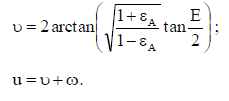 υ = 2 arctan(√((1+ε_A)/(1−ε_A)) tan E/2);
u = υ + ω.